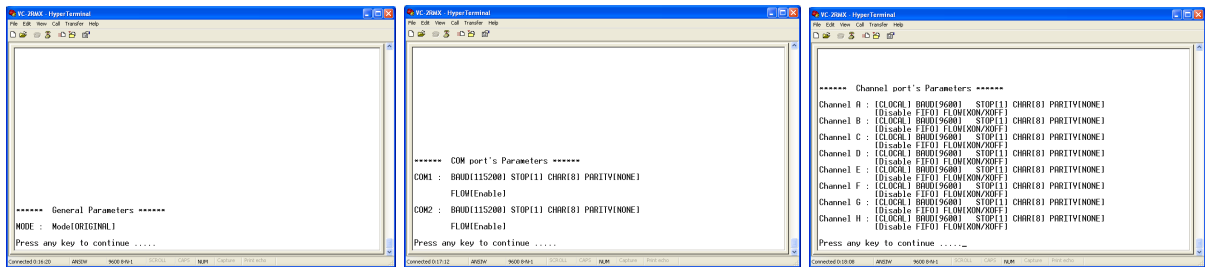 VC-2RMX - HyperTerminal
File Edit View Call Transfer Help
****** General Parameters ******
MODE : Mode[ORIGINAL]
Press any key to continue .....
Connected 0:16:20 ANSIW 9600 8-N-1 SCROLL CAPS NUM Capture Print echo
VC-2RMX - HyperTerminal
File Edit View Call Transfer Help
****** COM port's Parameters ******
COM1 : BAUD[115200] STOP[1] CHAR[8] PARITY[NONE]
FLOW[Enable]
COM2 : BAUD[115200] STOP[1] CHAR[8] PARITY[NONE]
FLOW[Enable]
Press any key to continue .....
Connected 0:17:12 ANSIW 9600 8-N-1 SCROLL CAPS NUM Capture Print echo
VC-2RMX - HyperTerminal
File Edit View Call Transfer Help
****** Channel port's Parameters ******
Channel A : [CLOCAL] BAUD[9600] STOP[1] CHAR[8] PARITY[NONE]
[Disable FIFO] FLOW[XON/XOFF]
Channel B : [CLOCAL] BAUD[9600] STOP[1] CHAR[8] PARITY[NONE]
[Disable FIFO] FLOW[XON/XOFF]
Channel C : [CLOCAL] BAUD[9600] STOP[1] CHAR[8] PARITY[NONE]
[Disable FIFO] FLOW[XON/XOFF]
Channel D : [CLOCAL] BAUD[9600] STOP[1] CHAR[8] PARITY[NONE]
[Disable FIFO] FLOW[XON/XOFF]
Channel E : [CLOCAL] BAUD[9600] STOP[1] CHAR[8] PARITY[NONE]
[Disable FIFO] FLOW[XON/XOFF]
Channel F : [CLOCAL] BAUD[9600] STOP[1] CHAR[8] PARITY[NONE]
[Disable FIFO] FLOW[XON/XOFF]
Channel G : [CLOCAL] BAUD[9600] STOP[1] CHAR[8] PARITY[NONE]
[Disable FIFO] FLOW[XON/XOFF]
Channel H : [CLOCAL] BAUD[9600] STOP[1] CHAR[8] PARITY[NONE]
[Disable FIFO] FLOW[XON/XOFF]
Press any key to continue ....._
Connected 0:18:08 ANSIW 9600 8-N-1 SCROLL CAPS NUM Capture Print echo